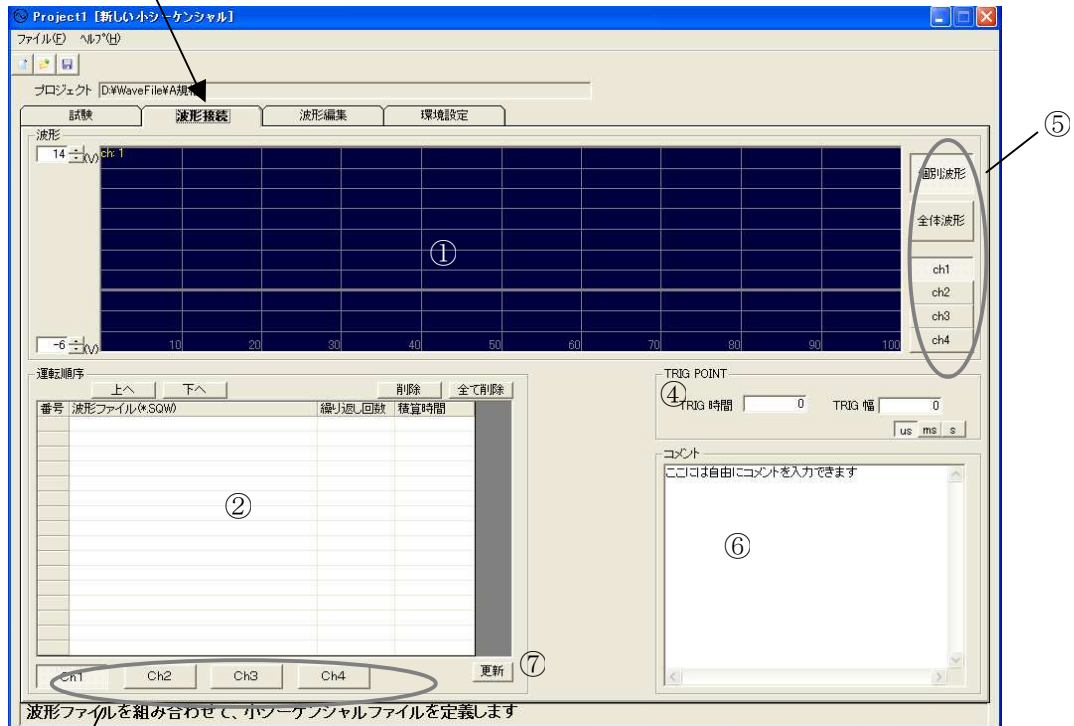 Project1 [新しい小シーケンシャル]
ファイル(F) ヘルプ(H)
プロジェクト D:¥WaveFile¥A規格
試験 波形接続 波形編集 環境設定
⑤
波形
14 (V) ch: 1
個別波形
全体波形
①
ch1
ch2
ch3
ch4
-6 (V) 10 20 30 40 50 60 70 80 90 100
運転順序
上へ 下へ 削除 全て削除
番号 波形ファイル(*.SQW) 繰り返し回数 積算時間
②
Ch1 Ch2 Ch3 Ch4 更新 ⑦
TRIG POINT
④
TRIG 時間 0 TRIG 幅 0
us ms s
コメント
ここには自由にコメントを入力できます
⑥
波形ファイルを組み合わせて、小シーケンシャルファイルを定義します